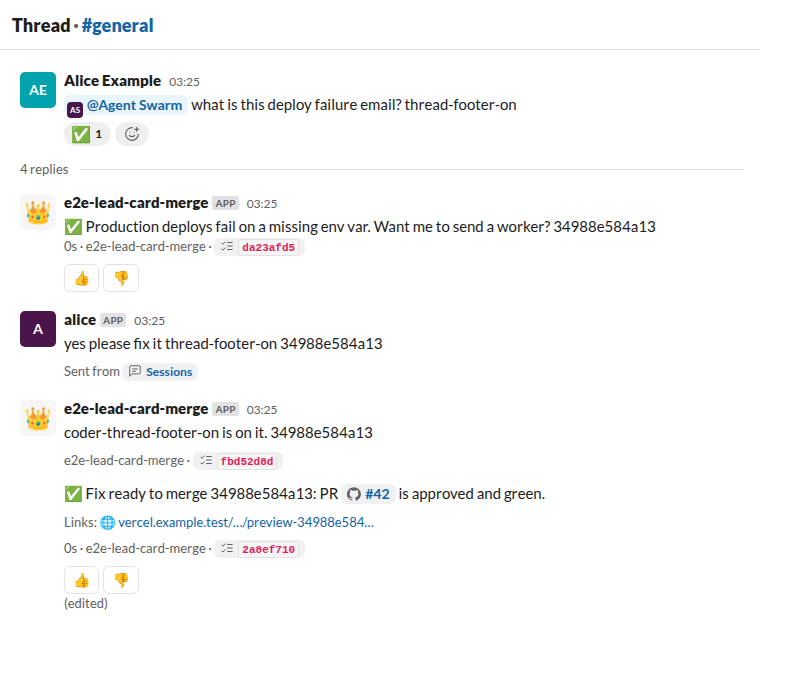 Thread · #general
AE
Alice Example 03:25
AS @Agent Swarm what is this deploy failure email? thread-footer-on
✅ 1
4 replies
e2e-lead-card-merge APP 03:25
✅ Production deploys fail on a missing env var. Want me to send a worker? 34988e584a13
0s · e2e-lead-card-merge · da23afd5
👍 👎
A
alice APP 03:25
yes please fix it thread-footer-on 34988e584a13
Sent from Sessions
e2e-lead-card-merge APP 03:25
coder-thread-footer-on is on it. 34988e584a13
e2e-lead-card-merge · fbd52d8d
✅ Fix ready to merge 34988e584a13: PR #42 is approved and green.
Links: 🌐 vercel.example.test/.../preview-34988e584...
0s · e2e-lead-card-merge · 2a8ef710
👍 👎
(edited)